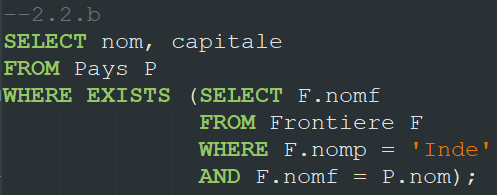 --2.2.b
SELECT nom, capitale
FROM Pays P
WHERE EXISTS (SELECT F.nomf
FROM Frontiere F
WHERE F.nomp = 'Inde'
AND F.nomf = P.nom);